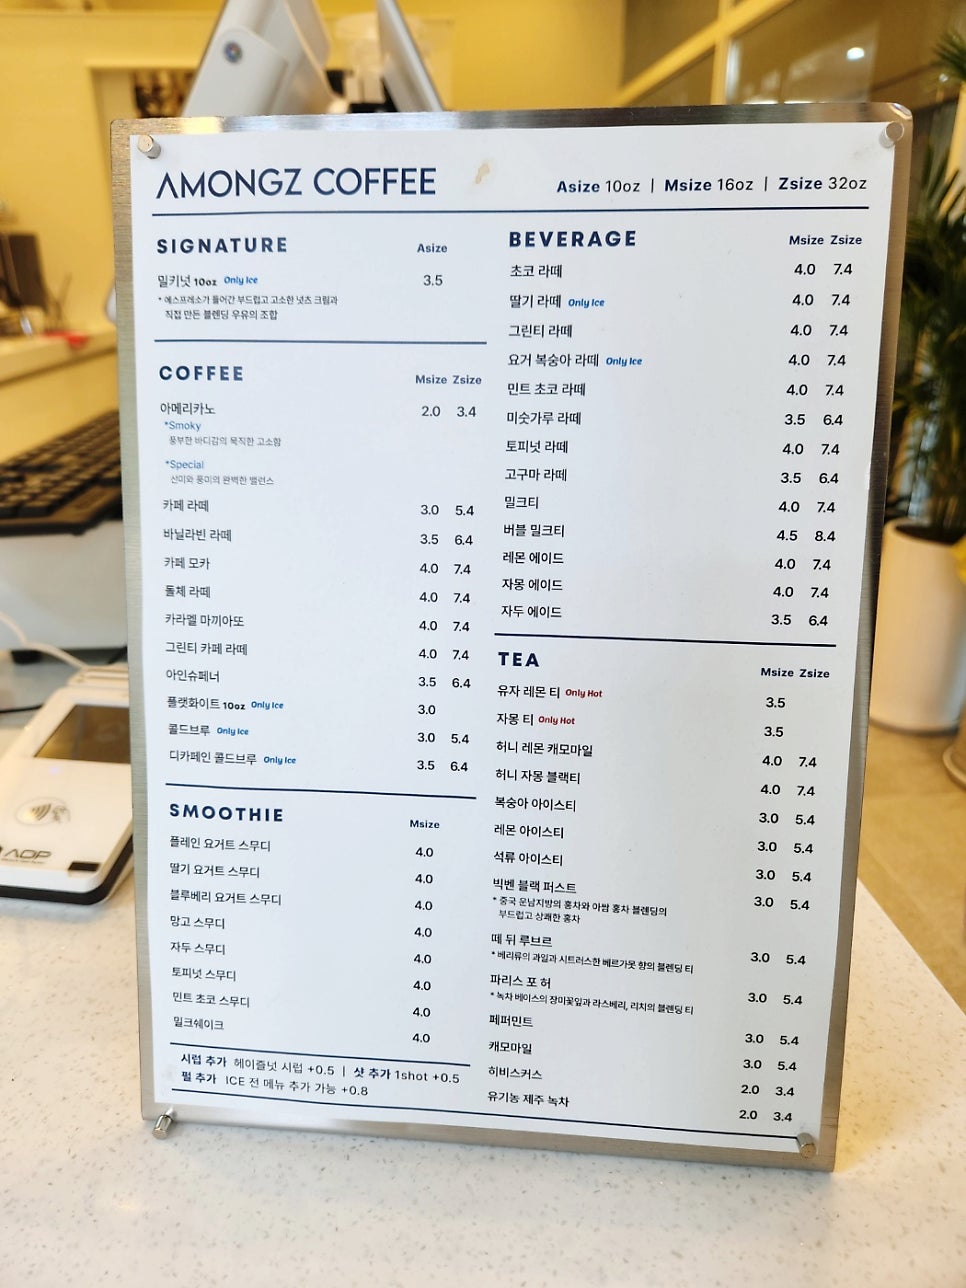 AMONGZ COFFEE
Asize 10oz | Msize 16oz | Zsize 32oz
SIGNATURE Asize
밀키넛 10oz Only Ice 3.5
* 에스프레소가 들어간 부드럽고 고소한 넛츠 크림과
직접 만든 블렌딩 우유의 조합
COFFEE Msize Zsize
아메리카노 2.0 3.4
*Smoky
풍부한 바디감의 묵직한 고소함
*Special
산미와 풍미의 완벽한 밸런스
카페 라떼 3.0 5.4
바닐라빈 라떼 3.5 6.4
카페 모카 4.0 7.4
돌체 라떼 4.0 7.4
카라멜 마끼아또 4.0 7.4
그린티 카페 라떼 4.0 7.4
아인슈페너 3.5 6.4
플랫화이트 10oz Only Ice 3.0
콜드브루 Only Ice 3.0 5.4
디카페인 콜드브루 Only Ice 3.5 6.4
SMOOTHIE Msize
플레인 요거트 스무디 4.0
딸기 요거트 스무디 4.0
블루베리 요거트 스무디 4.0
망고 스무디 4.0
자두 스무디 4.0
토피넛 스무디 4.0
민트 초코 스무디 4.0
밀크쉐이크 4.0
시럽 추가 헤이즐넛 시럽 +0.5 | 샷 추가 1shot +0.5
펄 추가 ICE 전 메뉴 추가 가능 +0.8
BEVERAGE Msize Zsize
초코 라떼 4.0 7.4
딸기 라떼 Only Ice 4.0 7.4
그린티 라떼 4.0 7.4
요거 복숭아 라떼 Only Ice 4.0 7.4
민트 초코 라떼 4.0 7.4
미숫가루 라떼 3.5 6.4
토피넛 라떼 4.0 7.4
고구마 라떼 3.5 6.4
밀크티 4.0 7.4
버블 밀크티 4.5 8.4
레몬 에이드 4.0 7.4
자몽 에이드 4.0 7.4
자두 에이드 3.5 6.4
TEA Msize Zsize
유자 레몬 티 Only Hot 3.5
자몽 티 Only Hot 3.5
허니 레몬 캐모마일 4.0 7.4
허니 자몽 블랙티 4.0 7.4
복숭아 아이스티 3.0 5.4
레몬 아이스티 3.0 5.4
석류 아이스티 3.0 5.4
빅벤 블랙 퍼스트 3.0 5.4
* 중국 운남지방의 홍차와 아쌈 홍차 블렌딩의
부드럽고 상쾌한 홍차
떼 뒤 루브르 3.0 5.4
* 베리류의 과일과 시트러스한 베르가못 향의 블렌딩 티
파리스 포 허 3.0 5.4
* 녹차 베이스의 장미꽃잎과 라스베리, 리치의 블렌딩 티
페퍼민트 3.0 5.4
캐모마일 3.0 5.4
히비스커스 2.0 3.4
유기농 제주 녹차 2.0 3.4